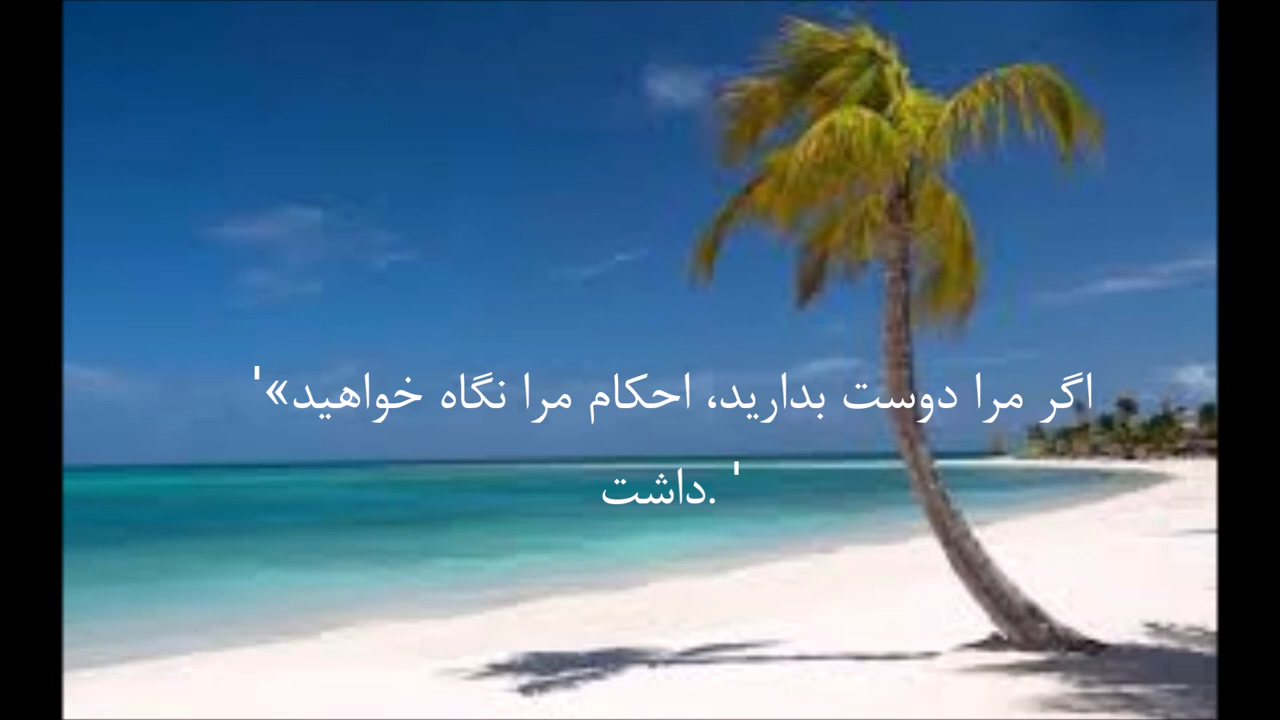 '«اگر مرا دوست بدارید، احکام مرا نگاه خواهید
داشت. '